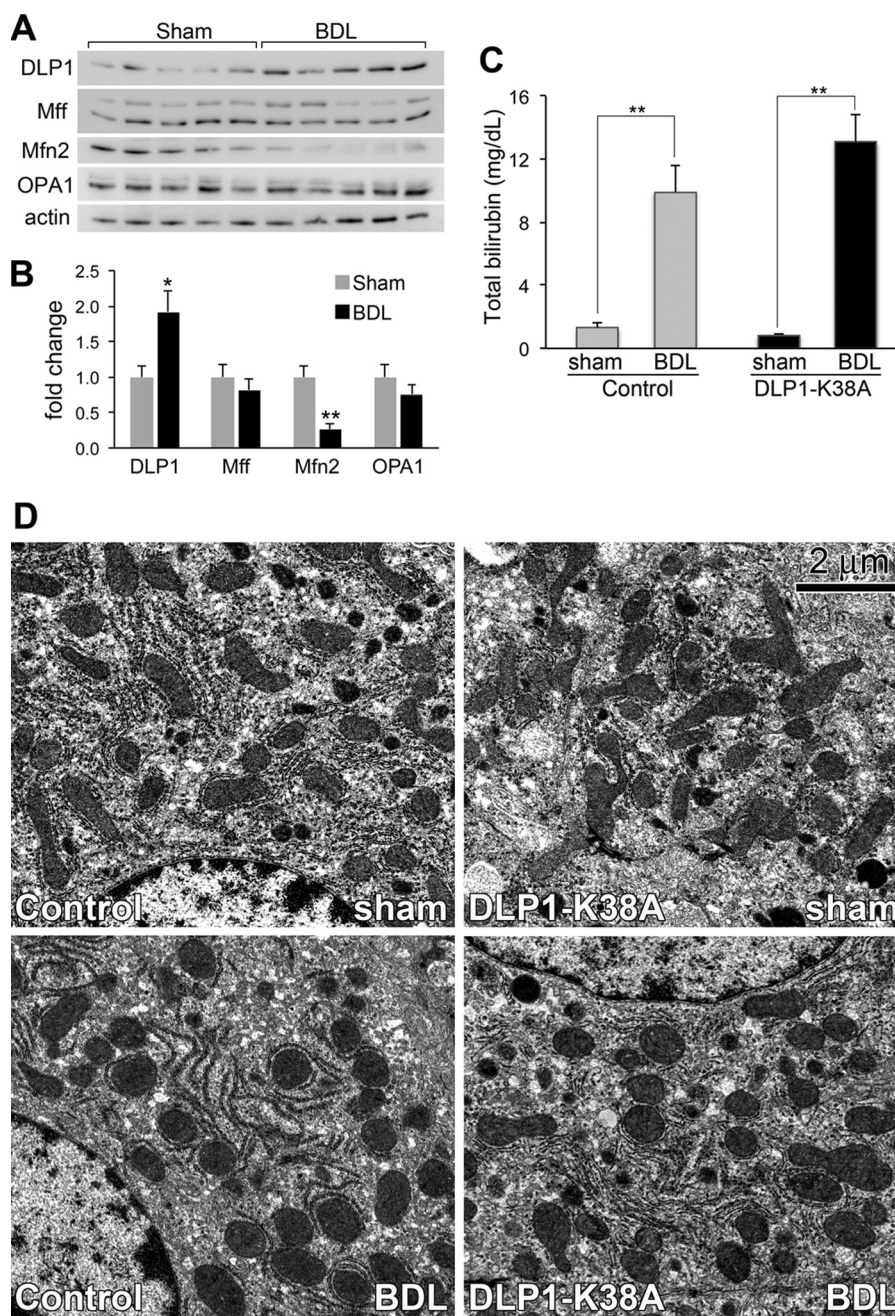 A
Sham BDL
DLP1
Mff
Mfn2
OPA1
actin
B
fold change
2.5
2.0
1.5
1.0
0.5
0.0
*
**
Sham
BDL
DLP1 Mff Mfn2 OPA1
C
Total bilirubin (mg/dL)
16
12
8
4
0
** **
sham BDL sham BDL
Control DLP1-K38A
D
2 µm
Control sham DLP1-K38A sham
Control BDL DLP1-K38A BDL